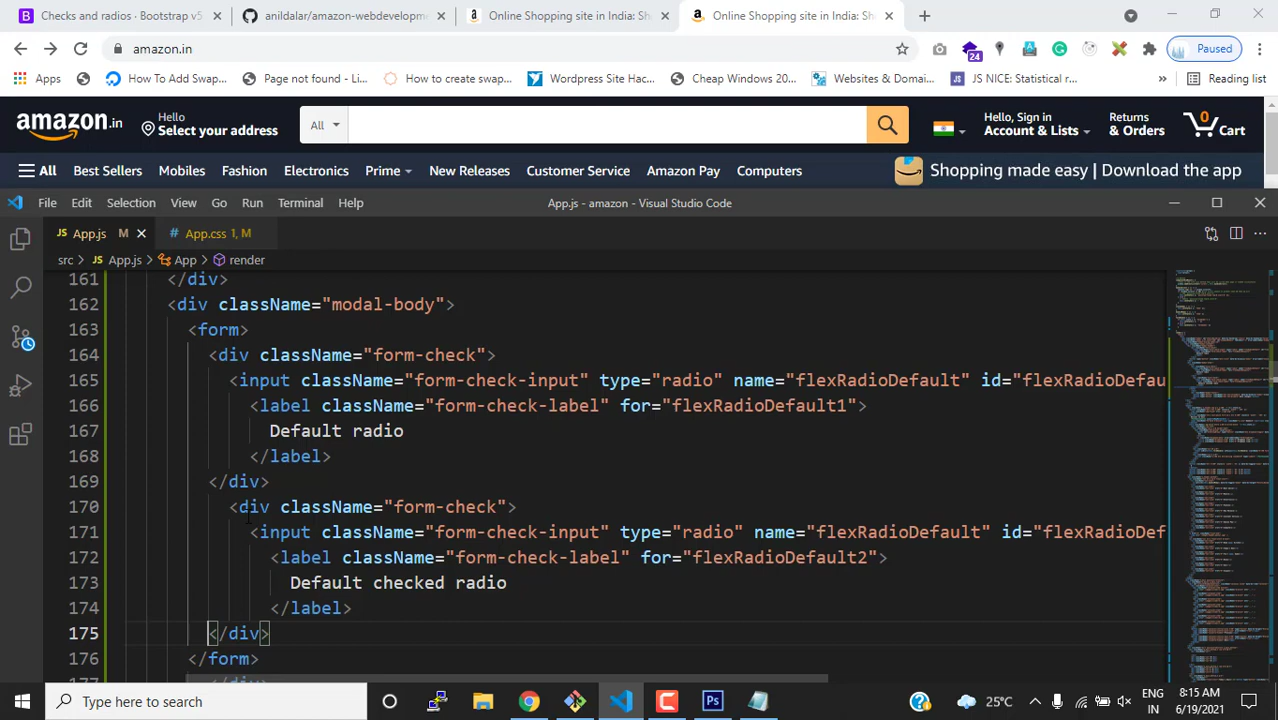 Checks and radios · Bootstrap v5
anildalar/amazon-webdevelopme
Online Shopping site in India: Sh
Online Shopping site in India: Sh
amazon.in
24
Paused
Apps
How To Add Swap...
Page not found - Li...
How to create swap...
Wordpress Site Hac...
Cheap Windows 20...
Websites & Domai...
JS NICE: Statistical r...
»
Reading list
amazon.in
Hello
Select your address
All
Hello, Sign in
Account & Lists
Returns
& Orders
0
Cart
All
Best Sellers
Mobiles
Fashion
Electronics
Prime
New Releases
Customer Service
Amazon Pay
Computers
Shopping made easy | Download the app
File
Edit
Selection
View
Go
Run
Terminal
Help
App.js - amazon - Visual Studio Code
JS App.js M
# App.css 1, M
src > JS App.js > App > render
161 </div>
162 <div className="modal-body">
163 <form>
164 <div className="form-check">
165 <input className="form-check-input" type="radio" name="flexRadioDefault" id="flexRadioDefau
166 <label className="form-check-label" for="flexRadioDefault1">
167 Default radio
168 </label>
169 </div>
170 <div className="form-check">
171 <input className="form-check-input" type="radio" name="flexRadioDefault" id="flexRadioDef
172 <label className="form-check-label" for="flexRadioDefault2">
173 Default checked radio
174 </label>
175 </div>
176 </form>
177 </div>
Type here to search
Ps
25°C
ENG
IN
8:15 AM
6/19/2021